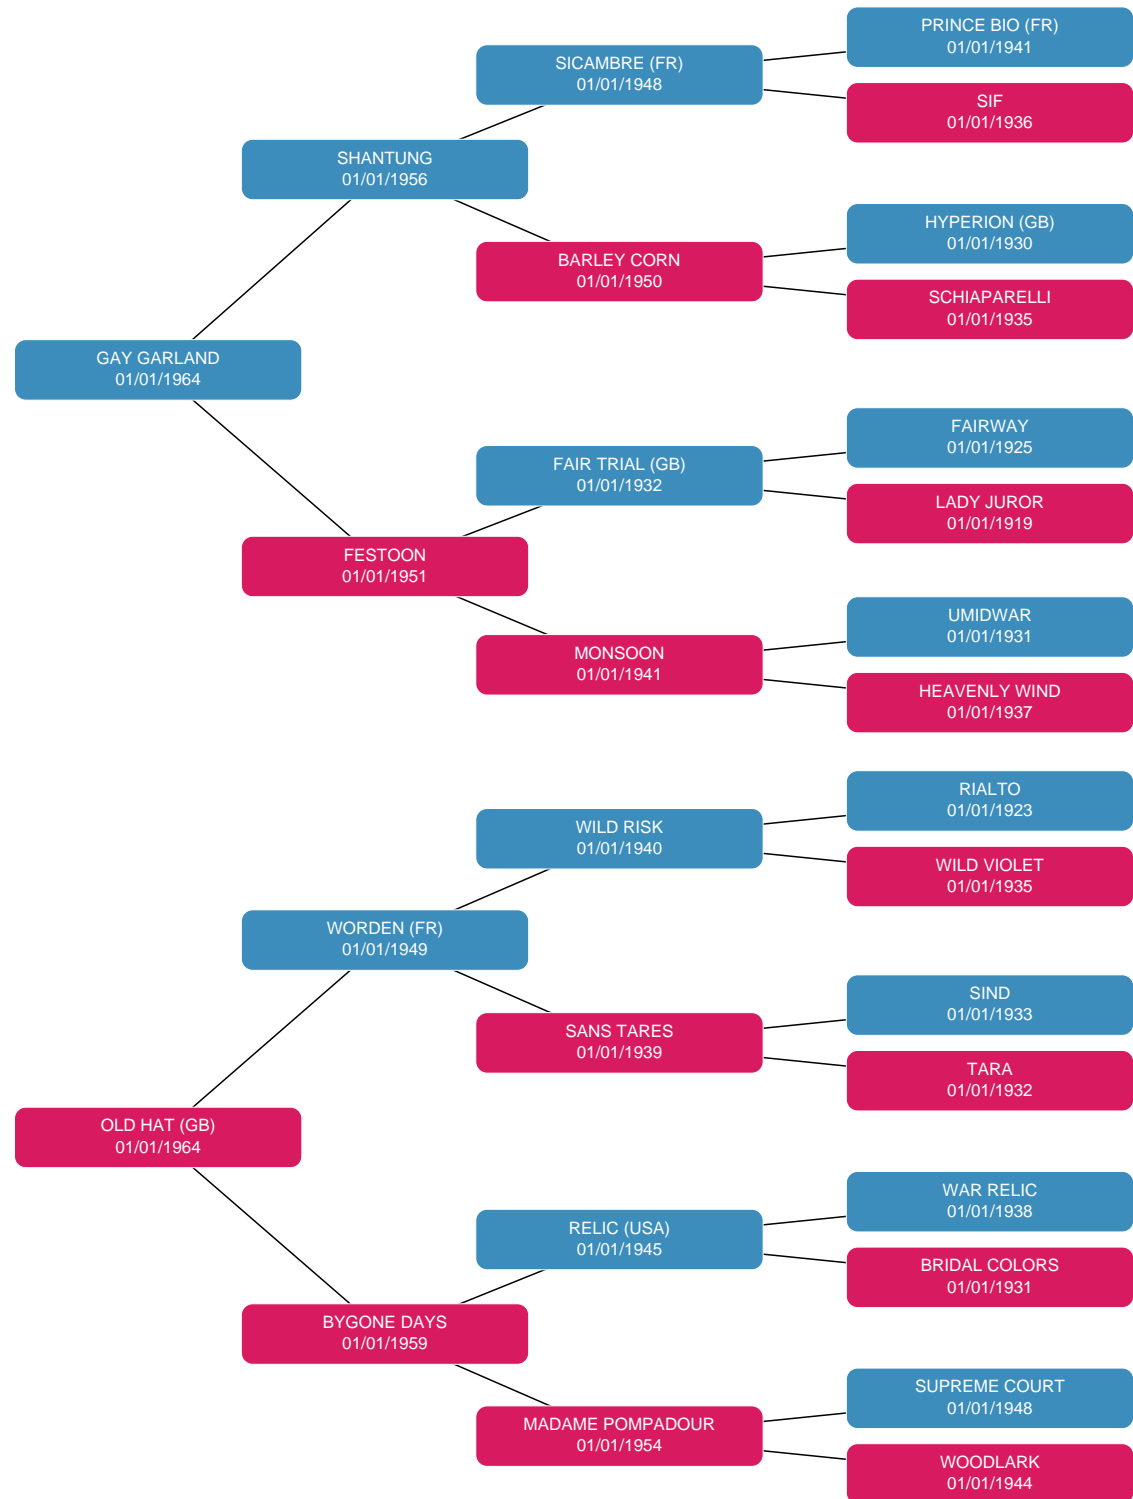 PRINCE BIO (FR)
01/01/1941
SICAMBRE (FR)
01/01/1948
SIF
01/01/1936
SHANTUNG
01/01/1956
HYPERION (GB)
01/01/1930
BARLEY CORN
01/01/1950
SCHIAPARELLI
01/01/1935
GAY GARLAND
01/01/1964
FAIRWAY
01/01/1925
FAIR TRIAL (GB)
01/01/1932
LADY JUROR
01/01/1919
FESTOON
01/01/1951
UMIDWAR
01/01/1931
MONSOON
01/01/1941
HEAVENLY WIND
01/01/1937
RIALTO
01/01/1923
WILD RISK
01/01/1940
WILD VIOLET
01/01/1935
WORDEN (FR)
01/01/1949
SIND
01/01/1933
SANS TARES
01/01/1939
TARA
01/01/1932
OLD HAT (GB)
01/01/1964
WAR RELIC
01/01/1938
RELIC (USA)
01/01/1945
BRIDAL COLORS
01/01/1931
BYGONE DAYS
01/01/1959
SUPREME COURT
01/01/1948
MADAME POMPADOUR
01/01/1954
WOODLARK
01/01/1944